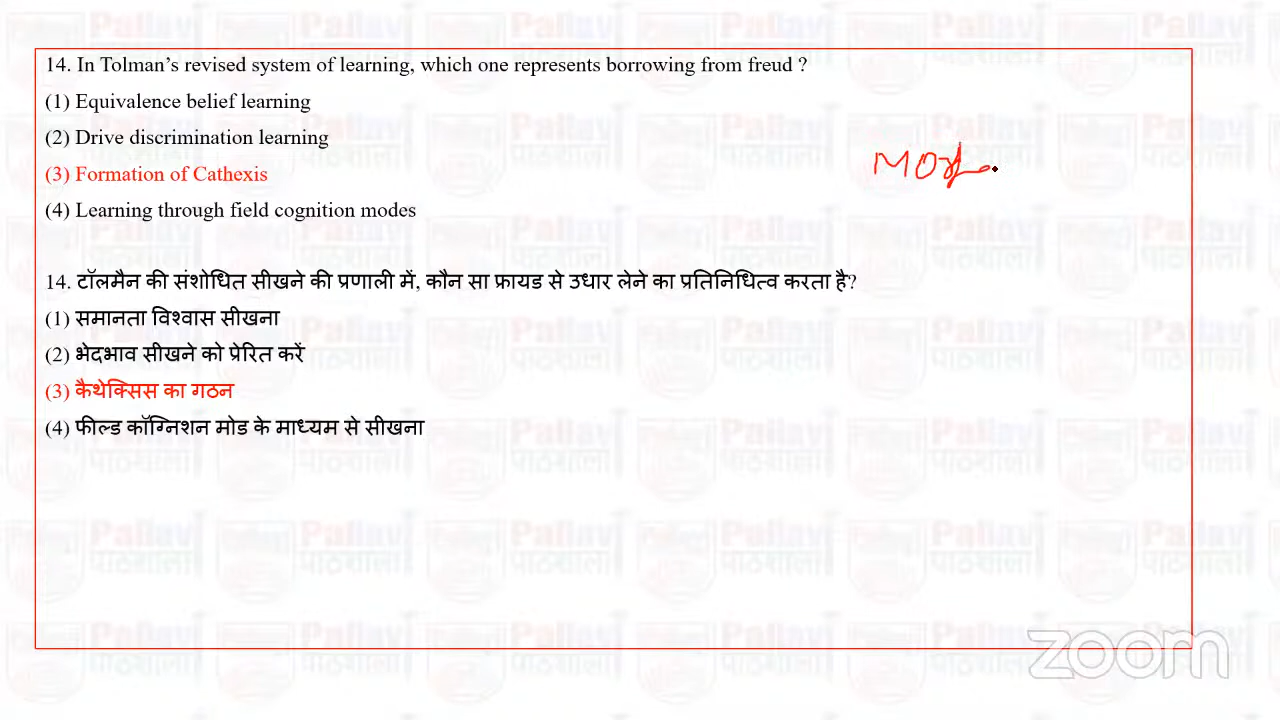 14. In Tolman’s revised system of learning, which one represents borrowing from freud ?
(1) Equivalence belief learning
(2) Drive discrimination learning
(3) Formation of Cathexis
(4) Learning through field cognition modes
14. टॉलमैन की संशोधित सीखने की प्रणाली में, कौन सा फ्रायड से उधार लेने का प्रतिनिधित्व करता है?
(1) समानता विश्वास सीखना
(2) भेदभाव सीखने को प्रेरित करें
(3) कैथेक्सिस का गठन
(4) फील्ड कॉग्निशन मोड के माध्यम से सीखना
zoom